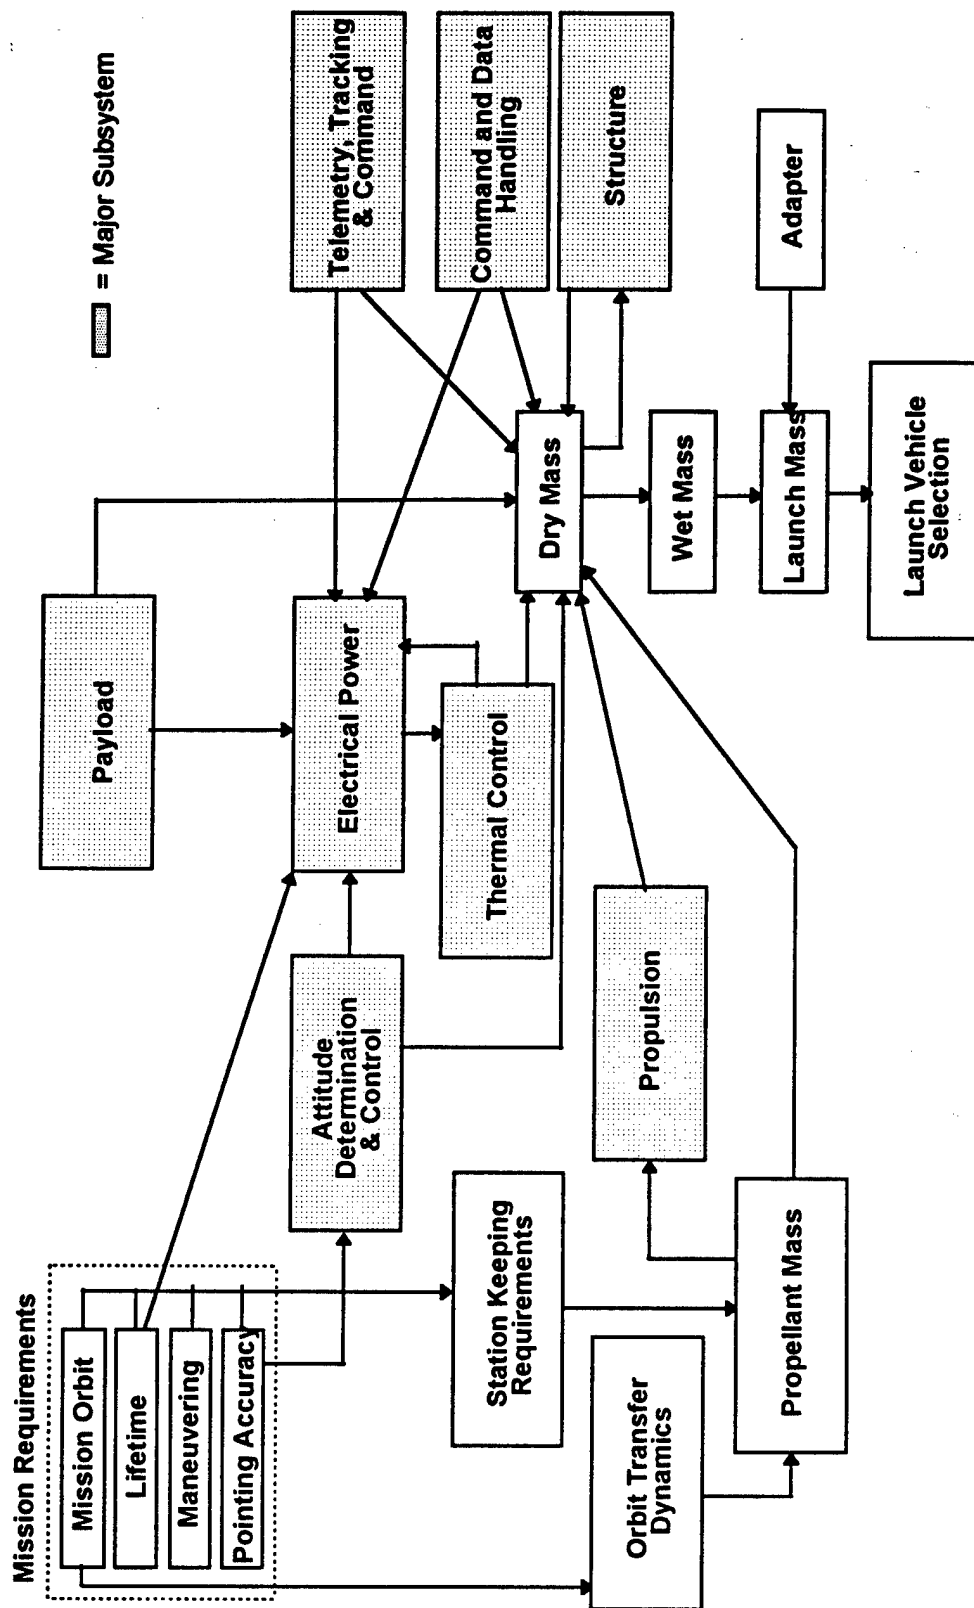 Mission Requirements
Mission Orbit
Lifetime
Maneuvering
Pointing Accuracy
Payload
= Major Subsystem
Attitude
Determination
& Control
Electrical Power
Telemetry, Tracking
& Command
Station Keeping
Requirements
Thermal Control
Command and Data
Handling
Orbit Transfer
Dynamics
Propulsion
Dry Mass
Structure
Propellant Mass
Wet Mass
Launch Mass
Adapter
Launch Vehicle
Selection